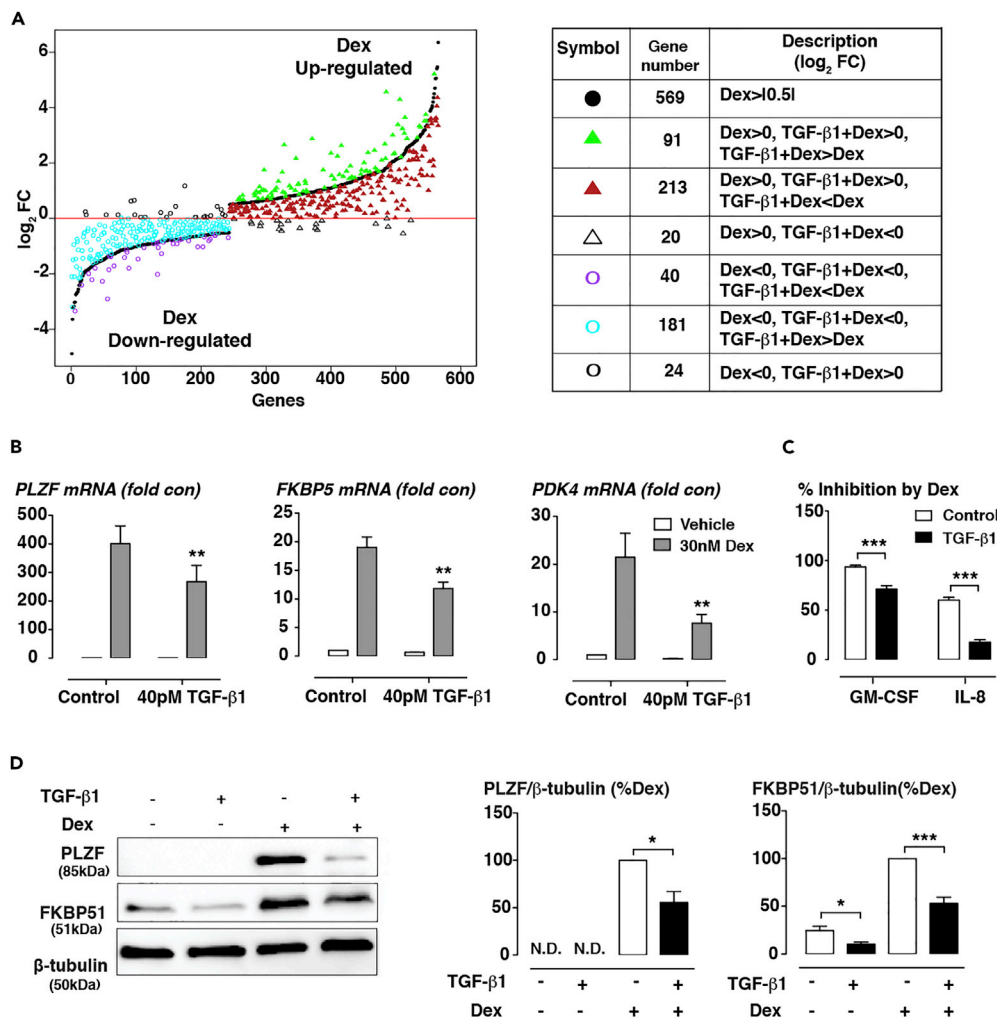 A
Dex
Up-regulated
Dex
Down-regulated
log2 FC
6
4
2
0
-2
-4
0
100
200
300
400
500
600
Genes
Symbol
Gene
number
Description
(log2 FC)
569
Dex>|0.5|
91
Dex>0, TGF-β1+Dex>0,
TGF-β1+Dex>Dex
213
Dex>0, TGF-β1+Dex>0,
TGF-β1+Dex<Dex
20
Dex>0, TGF-β1+Dex<0
40
Dex<0, TGF-β1+Dex<0,
TGF-β1+Dex<Dex
181
Dex<0, TGF-β1+Dex<0,
TGF-β1+Dex>Dex
24
Dex<0, TGF-β1+Dex>0
B
PLZF mRNA (fold con)
500
400
300
200
100
0
**
Control
40pM TGF-β1
FKBP5 mRNA (fold con)
25
20
15
10
5
0
**
Control
40pM TGF-β1
PDK4 mRNA (fold con)
30
20
10
0
Vehicle
30nM Dex
**
Control
40pM TGF-β1
C
% Inhibition by Dex
Control
TGF-β1
150
100
50
0
***
***
GM-CSF
IL-8
D
TGF-β1
- + - +
Dex
- - + +
PLZF
(85kDa)
FKBP51
(51kDa)
β-tubulin
(50kDa)
PLZF/β-tubulin (%Dex)
150
100
50
0
N.D.
N.D.
*
TGF-β1
- + - +
Dex
- - + +
FKBP51/β-tubulin(%Dex)
150
100
50
0
*
***
TGF-β1
- + - +
Dex
- - + +